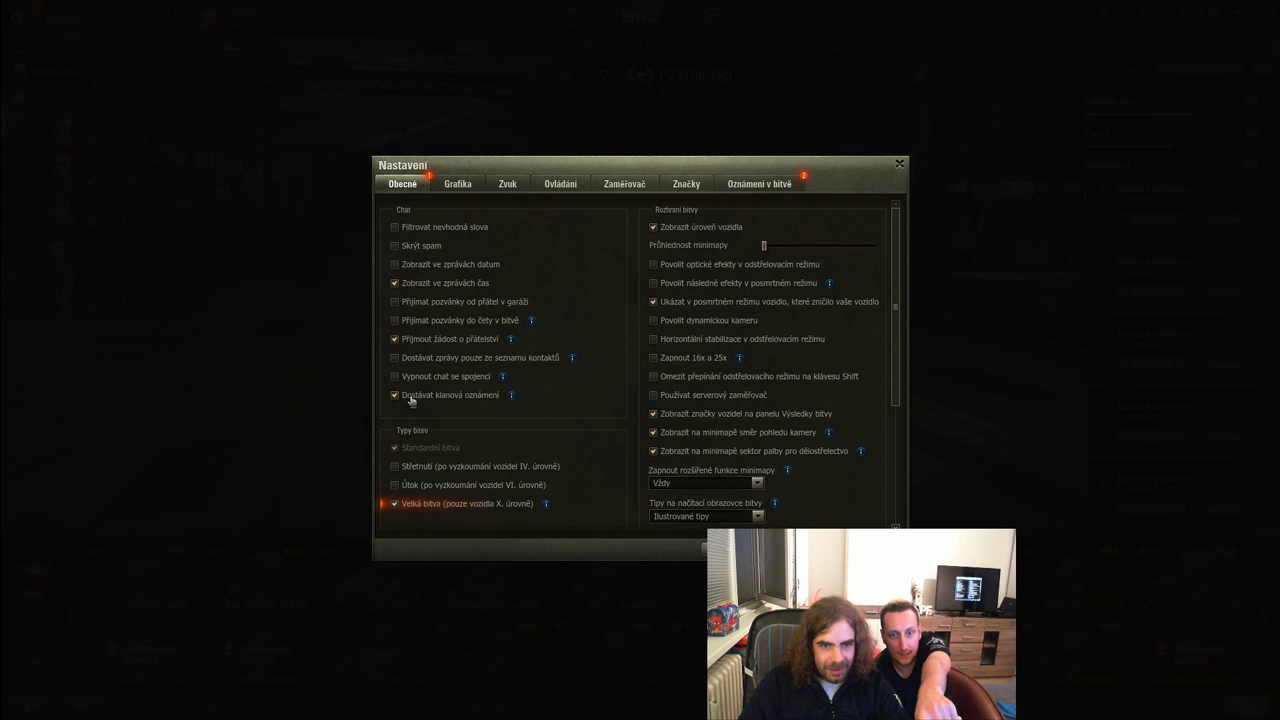 Bitva!
FV215b 183
Nastavení
1
2
Obecné
Grafika
Zvuk
Ovládání
Zaměřovač
Značky
Oznámení v bitvě
Chat
Filtrovat nevhodná slova
Skrýt spam
Zobrazit ve zprávách datum
Zobrazit ve zprávách čas
Přijímat pozvánky od přátel v garáži
Přijímat pozvánky do čety v bitvě
Přijmout žádost o přátelství
Dostávat zprávy pouze ze seznamu kontaktů
Vypnout chat se spojenci
Dostávat klanová oznámení
Typy bitev
Standardní bitva
Střetnutí (po vyzkoumání vozidel IV. úrovně)
Útok (po vyzkoumání vozidel VI. úrovně)
Velká bitva (pouze vozidla X. úrovně)
Rozhraní bitvy
Zobrazit úroveň vozidla
Průhlednost minimapy
Povolit optické efekty v odstřelovacím režimu
Povolit následné efekty v posmrtném režimu
Ukázat v posmrtném režimu vozidlo, které zničilo vaše vozidlo
Povolit dynamickou kameru
Horizontální stabilizace v odstřelovacím režimu
Zapnout 16x a 25x
Omezit přepínání odstřelovacího režimu na klávesu Shift
Používat serverový zaměřovač
Zobrazit značky vozidel na panelu Výsledky bitvy
Zobrazit na minimapě směr pohledu kamery
Zobrazit na minimapě sektor palby pro dělostřelectvo
Zapnout rozšířené funkce minimapy
Vždy
Tipy na načítací obrazovce bitvy
Ilustrované tipy